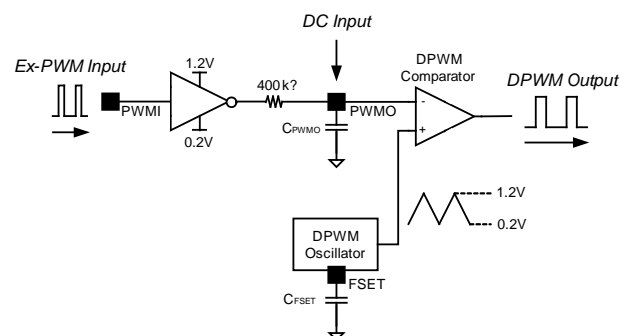 DC Input
Ex-PWM Input
1.2V
PWMI
0.2V
400k?
PWMO
CPWMO
DPWM
Comparator
-
+
DPWM Output
1.2V
0.2V
DPWM
Oscillator
FSET
CFSET